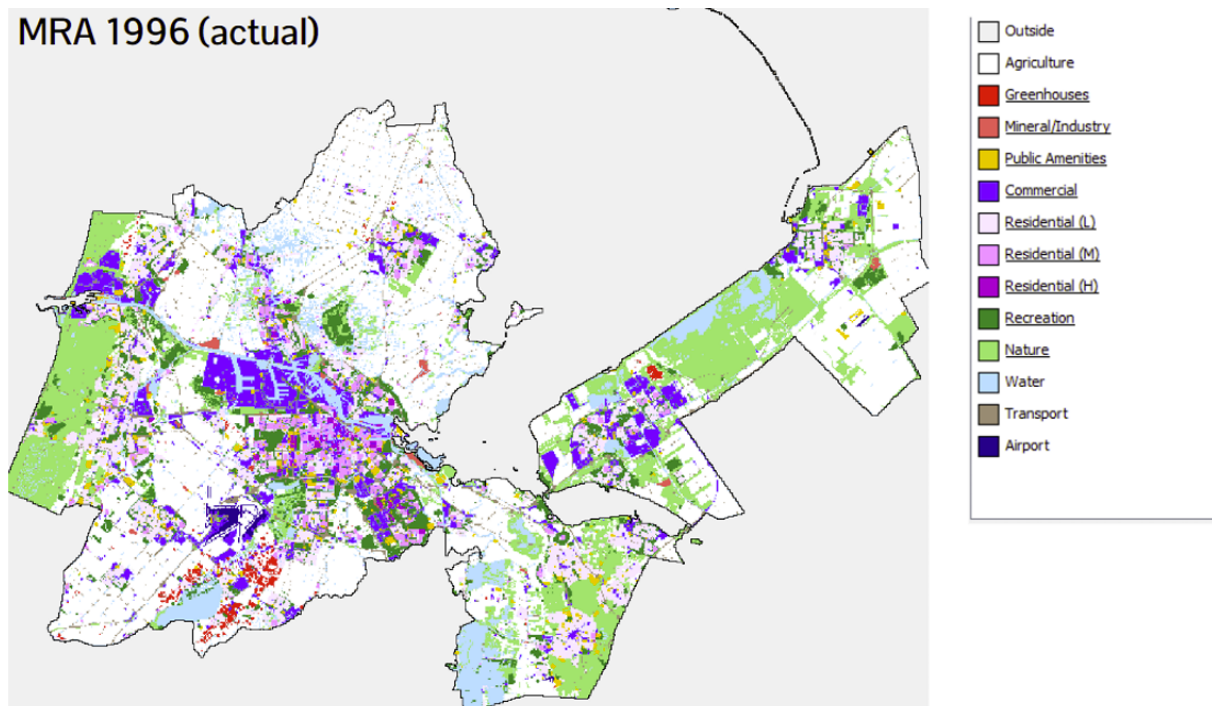 MRA 1996 (actual)
Outside
Agriculture
Greenhouses
Mineral/Industry
Public Amenities
Commercial
Residential (L)
Residential (M)
Residential (H)
Recreation
Nature
Water
Transport
Airport